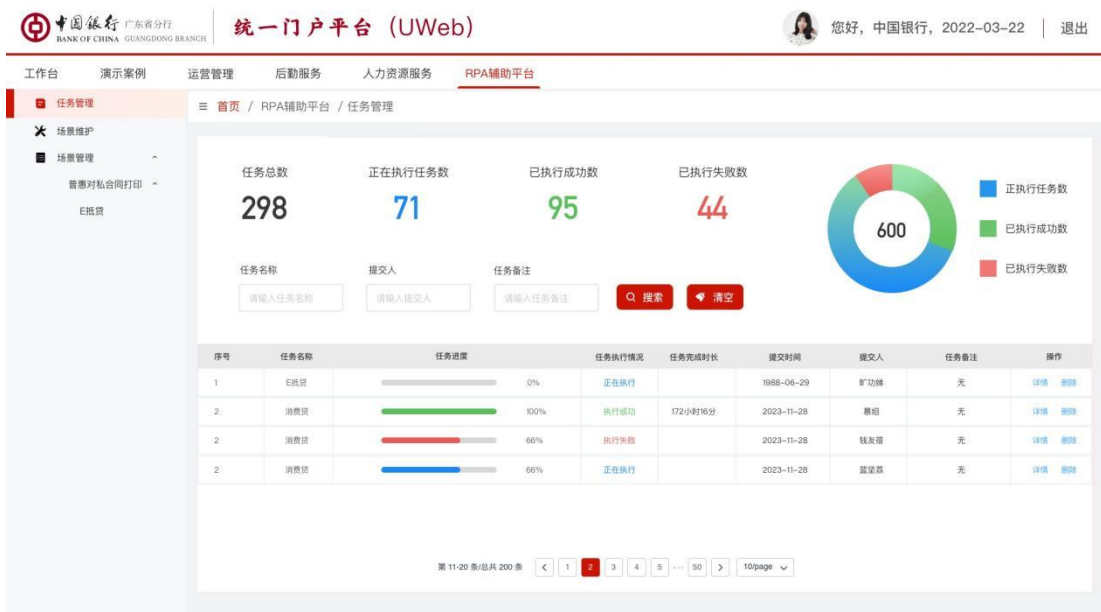 中国银行 广东省分行 统一门户平台（UWeb） 您好，中国银行，2022-03-22 退出
BANK OF CHINA GUANGDONG BRANCH
工作台 演示案例 运营管理 后勤服务 人力资源服务 RPA辅助平台
任务管理
场景维护
场景管理
普惠对私合同打印
E抵贷
首页 / RPA辅助平台 / 任务管理
任务总数 正在执行任务数 已执行成功数 已执行失败数
298 71 95 44
600
正执行任务数
已执行成功数
已执行失败数
任务名称 提交人 任务备注
请输入任务名称 请输入提交人 请输入任务备注 搜索 清空
序号 任务名称 任务进度 任务执行情况 任务完成时长 提交时间 提交人 任务备注 操作
1 E抵贷 0% 正在执行 1988-06-29 旷功娣 无 详情 删除
2 消费贷 100% 执行成功 172小时16分 2023-11-28 慕绍 无 详情 删除
2 消费贷 66% 执行失败 2023-11-28 钱友蓓 无 详情 删除
2 消费贷 66% 正在执行 2023-11-28 蓝坚荔 无 详情 删除
第 11-20 条/总共 200 条 1 2 3 4 5 ··· 50 10/page